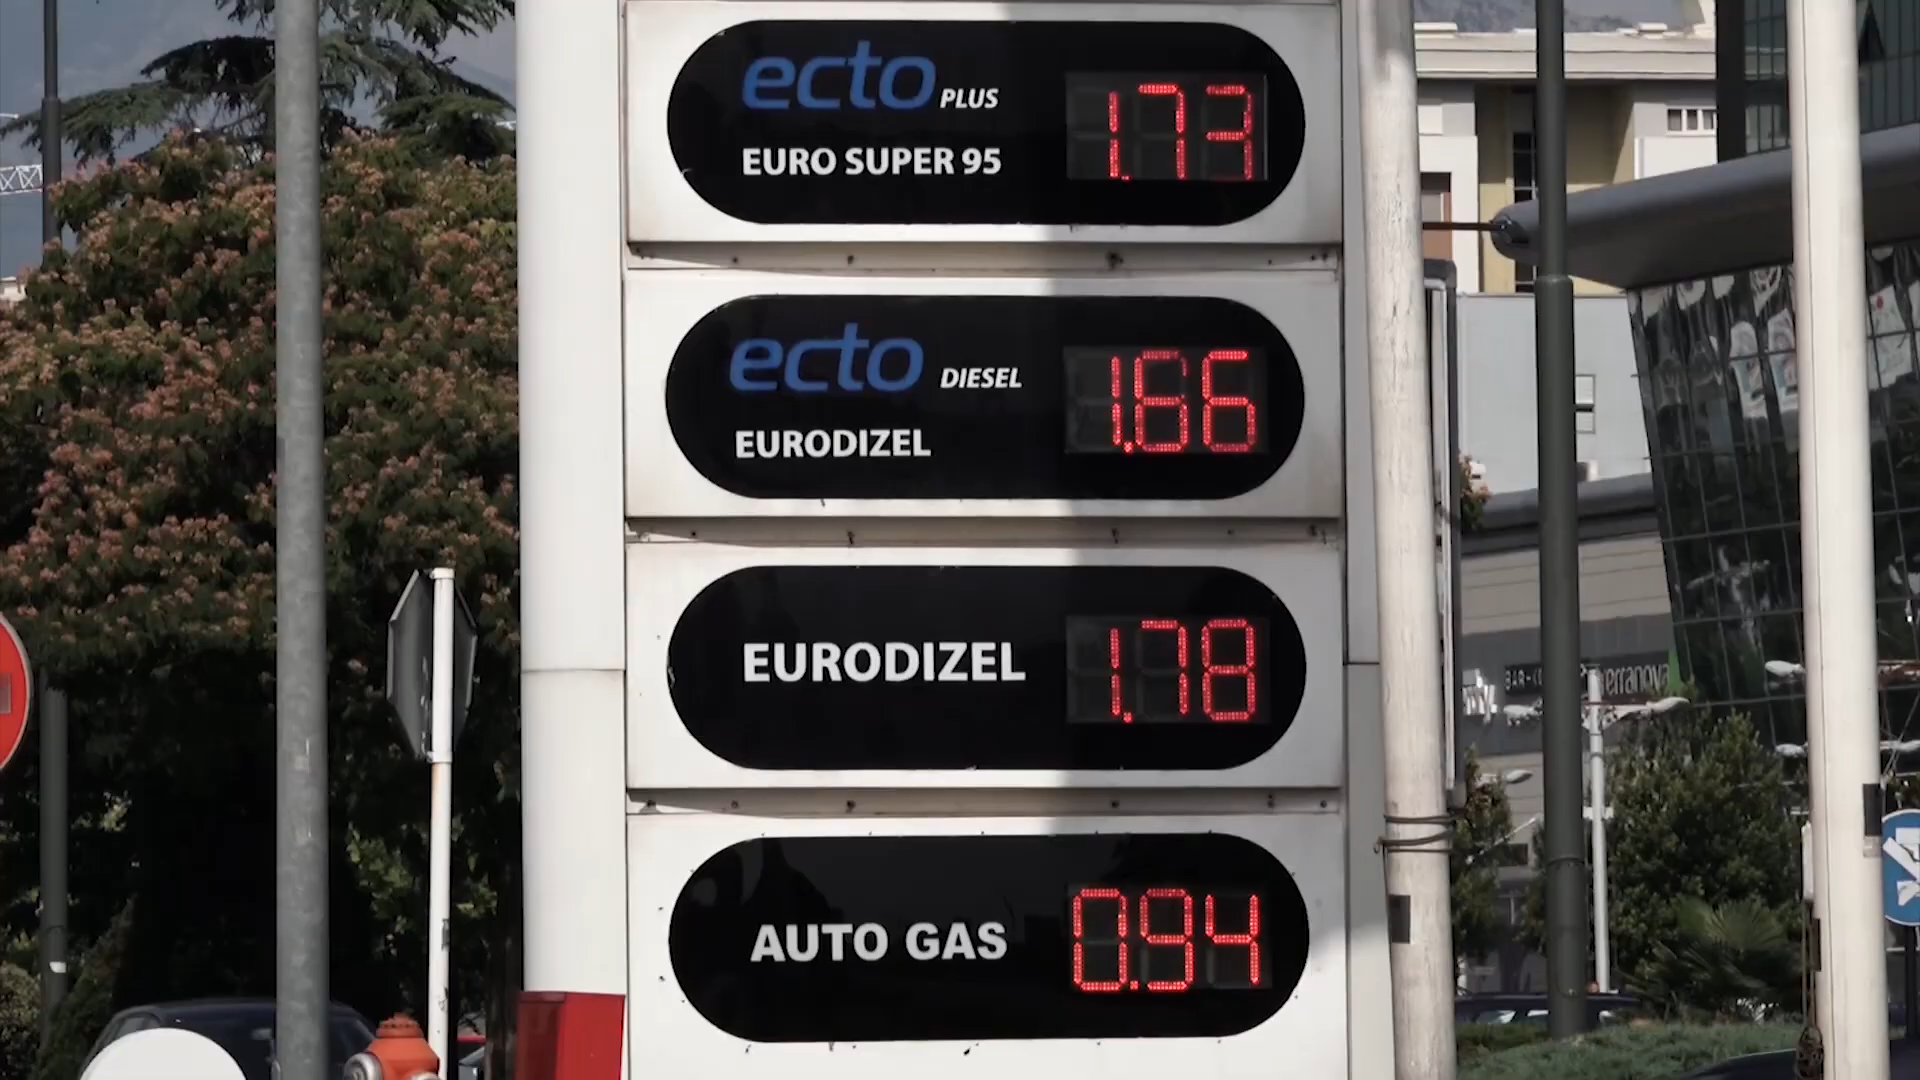 ecto PLUS
EURO SUPER 95
1.73
ecto DIESEL
EURODIZEL
1.66
EURODIZEL
1.78
AUTO GAS
0.94